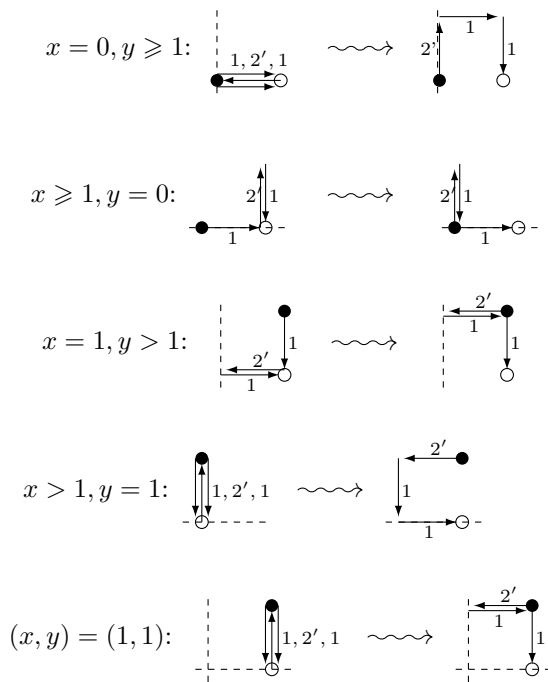 x = 0, y ⩾ 1: 1, 2′, 1 2′ 1 1
x ⩾ 1, y = 0: 1 2′ 1 2′ 1 1
x = 1, y > 1: 1 2′ 1 2′ 1 1
x > 1, y = 1: 1, 2′, 1 2′ 1 1
(x, y) = (1, 1): 1, 2′, 1 2′ 1 1